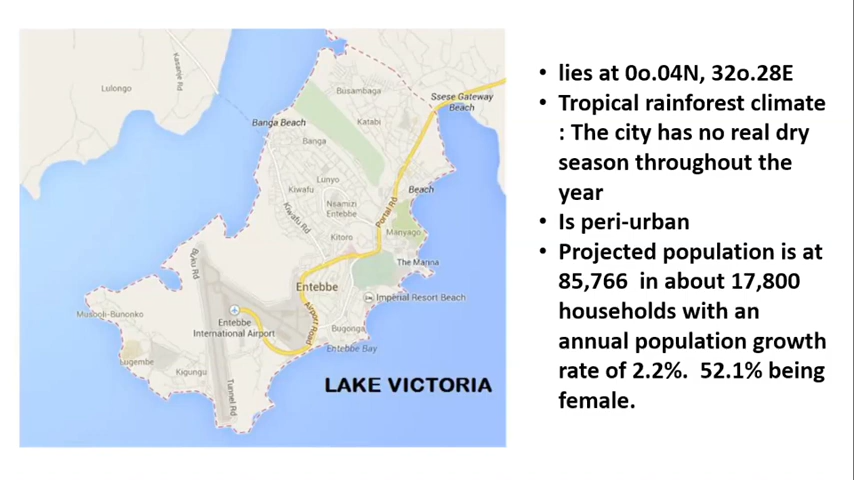 Kasanje Rd
Lulongo
Busambaga
Ssese Gateway
Beach
Banga Beach
Katabi
Banga
Lunyo
Kiwafu
Beach
Nsamizi
Entebbe
Portal Rd
Kiwafu Rd
Kitoro
Manyago
Buku Rd
The Marina
Entebbe
Imperial Resort Beach
Musoli-Bunonko
Entebbe
International Airport
Airport Road
Bugonga
Entebbe Bay
Lugembe
Kigungu
Tunnel Rd
LAKE VICTORIA
• lies at 0o.04N, 32o.28E
• Tropical rainforest climate
: The city has no real dry
season throughout the
year
• Is peri-urban
• Projected population is at
85,766 in about 17,800
households with an
annual population growth
rate of 2.2%. 52.1% being
female.